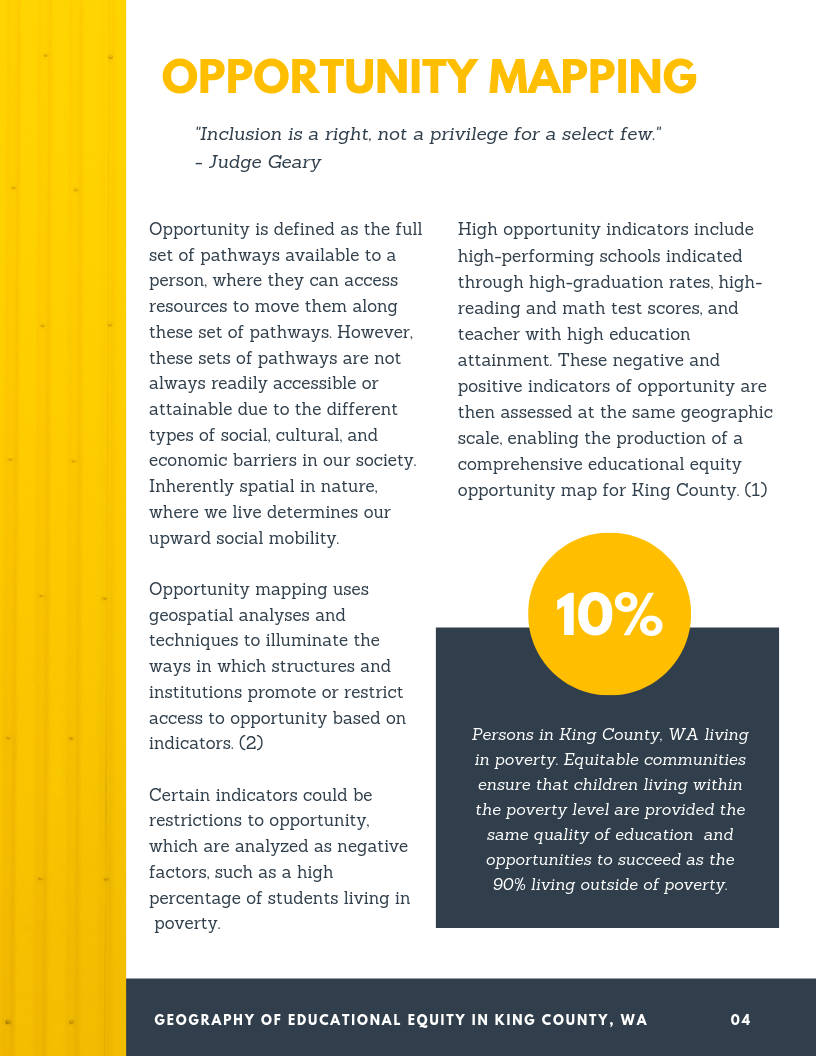 OPPORTUNITY MAPPING
"Inclusion is a right, not a privilege for a select few."
- Judge Geary
Opportunity is defined as the full
set of pathways available to a
person, where they can access
resources to move them along
these set of pathways. However,
these sets of pathways are not
always readily accessible or
attainable due to the different
types of social, cultural, and
economic barriers in our society.
Inherently spatial in nature,
where we live determines our
upward social mobility.
Opportunity mapping uses
geospatial analyses and
techniques to illuminate the
ways in which structures and
institutions promote or restrict
access to opportunity based on
indicators. (2)
Certain indicators could be
restrictions to opportunity,
which are analyzed as negative
factors, such as a high
percentage of students living in
poverty.
High opportunity indicators include
high-performing schools indicated
through high-graduation rates, high-
reading and math test scores, and
teacher with high education
attainment. These negative and
positive indicators of opportunity are
then assessed at the same geographic
scale, enabling the production of a
comprehensive educational equity
opportunity map for King County. (1)
10%
Persons in King County, WA living
in poverty. Equitable communities
ensure that children living within
the poverty level are provided the
same quality of education  and
opportunities to succeed as the
90% living outside of poverty.
GEOGRAPHY OF EDUCATIONAL EQUITY IN KING COUNTY, WA 04